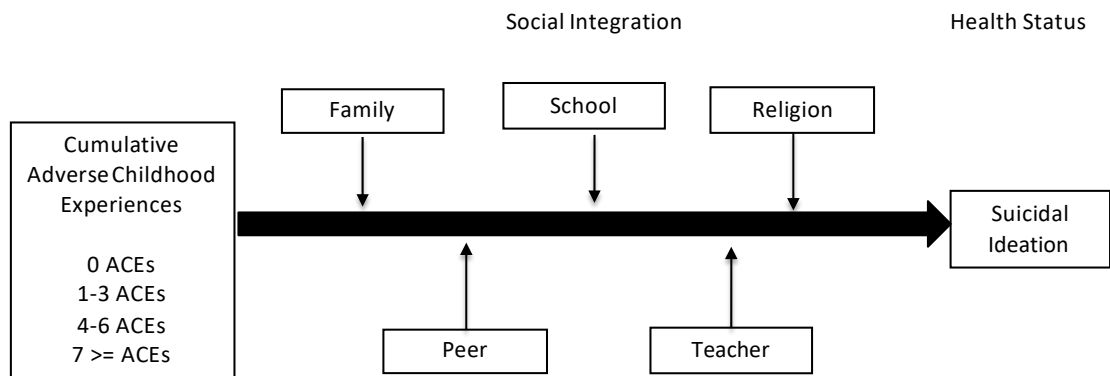 Social Integration
Health Status
Family
School
Religion
Cumulative
Adverse Childhood
Experiences
0 ACEs
1-3 ACEs
4-6 ACEs
7 >= ACEs
Suicidal
Ideation
Peer
Teacher